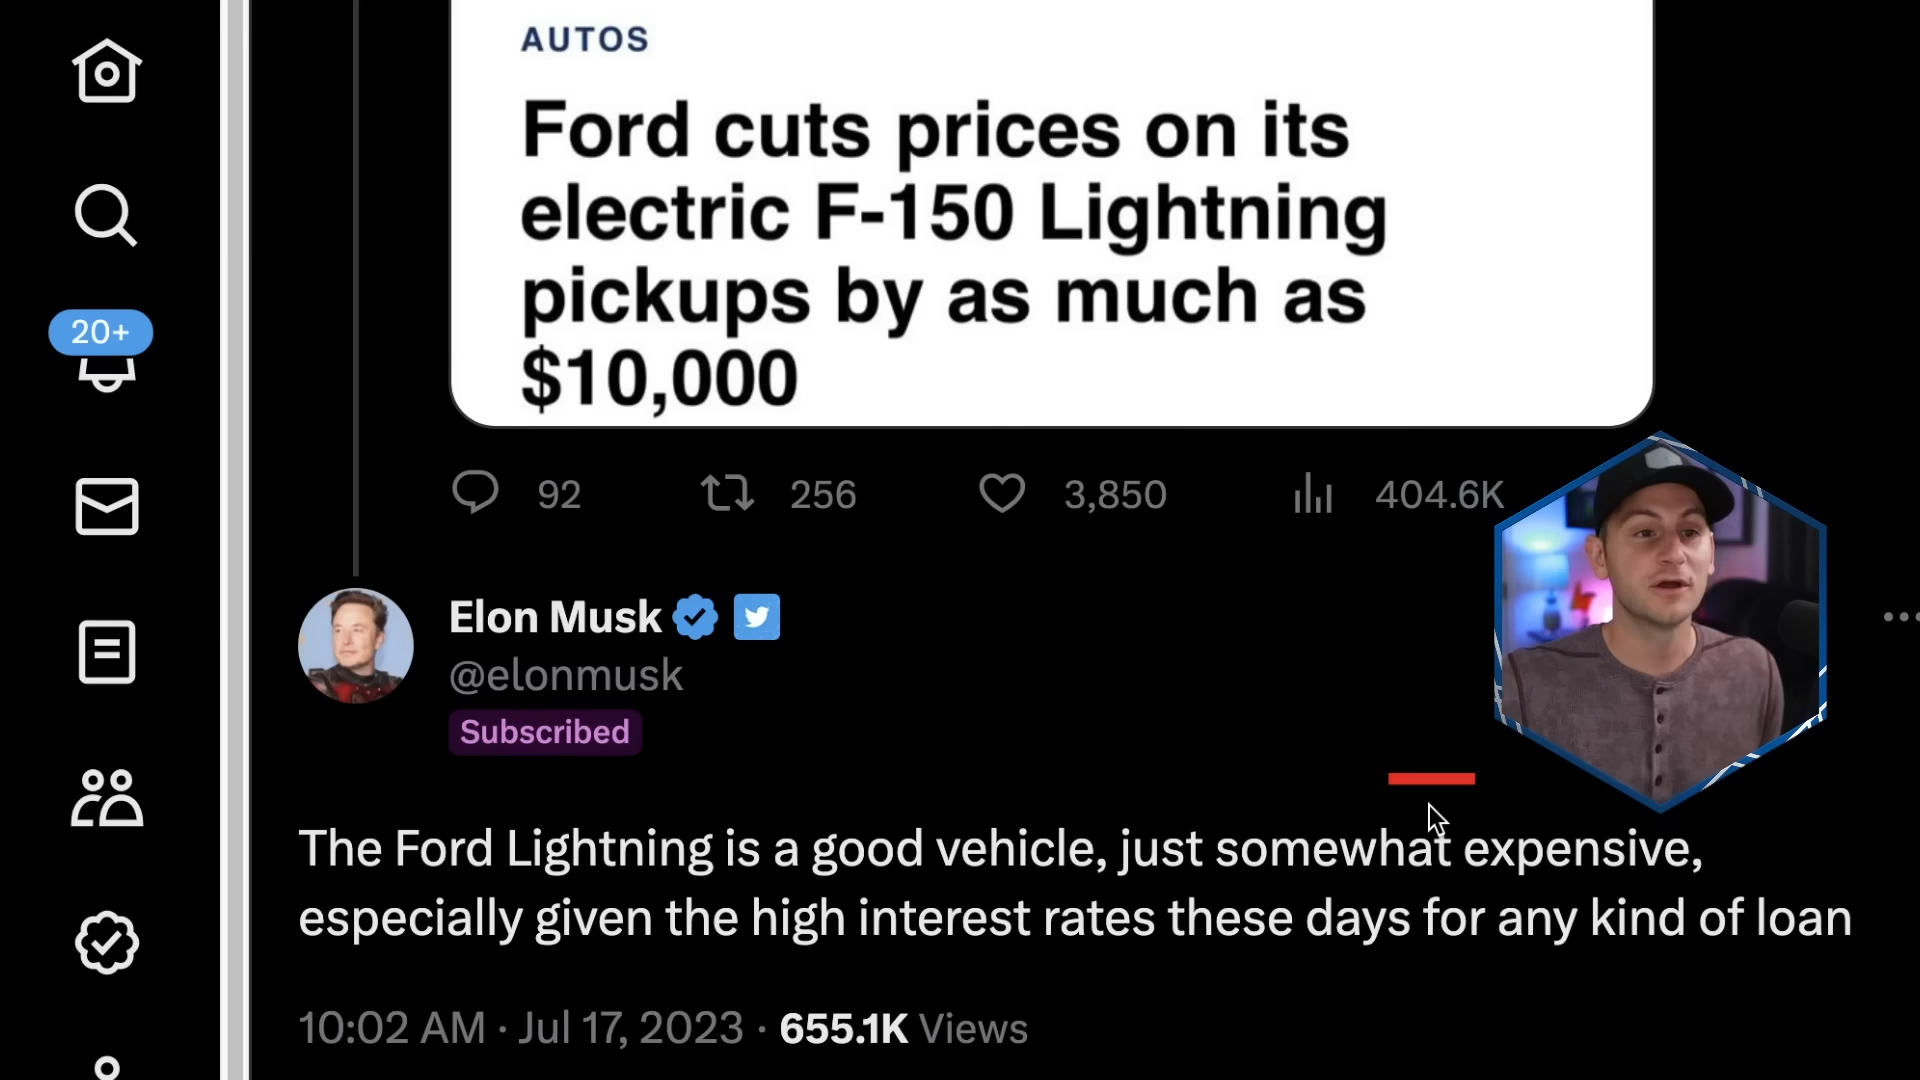 AUTOS
Ford cuts prices on its
electric F-150 Lightning
pickups by as much as
$10,000
20+
92 256 3,850 404.6K
Elon Musk
@elonmusk
Subscribed
The Ford Lightning is a good vehicle, just somewhat expensive,
especially given the high interest rates these days for any kind of loan
10:02 AM · Jul 17, 2023 · 655.1K Views